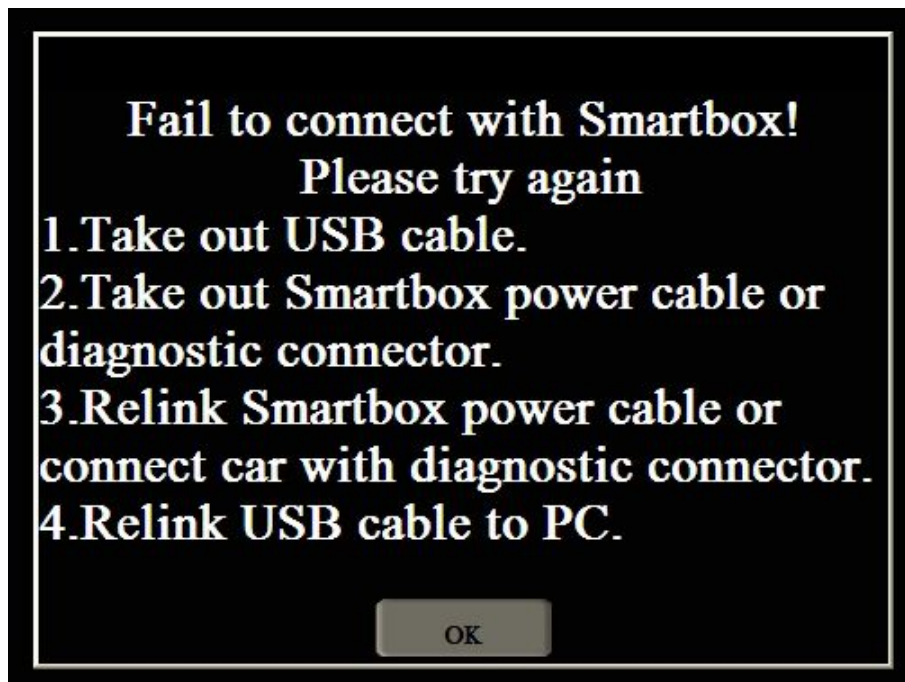 Fail to connect with Smartbox!
Please try again
1.Take out USB cable.
2.Take out Smartbox power cable or
diagnostic connector.
3.Relink Smartbox power cable or
connect car with diagnostic connector.
4.Relink USB cable to PC.
OK